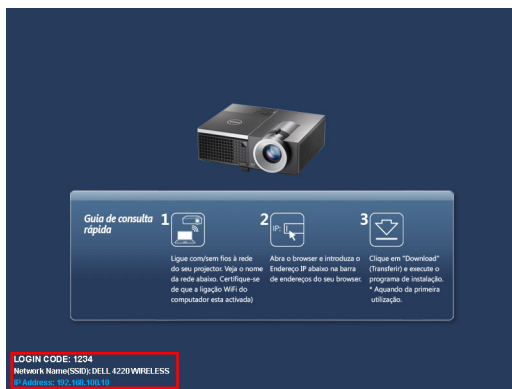 Guia de consulta
rápida
1
Ligue com/sem fios à rede
do seu projector. Veja o nome
da rede abaixo. Certifique-se
de que a ligação WiFi do
computador esta activada)
2
IP:
Abra o browser e introduza o
Endereço IP abaixo na barra
de endereços do seu browser.
3
Clique em "Download"
(Transferir) e execute o
programa de instalação.
* Aquando da primeira
utilização.
LOGIN CODE: 1234
Network Name(SSID): DELL 4220 WIRELESS
IP Address: 192.168.100.10